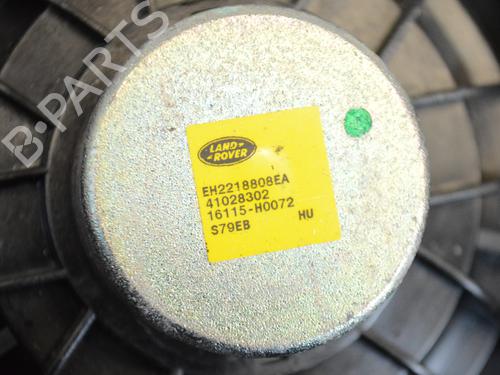 B-PARTS
LAND-
ROVER
EH2218808EA
41028302
16115-H0072
S79EB HU